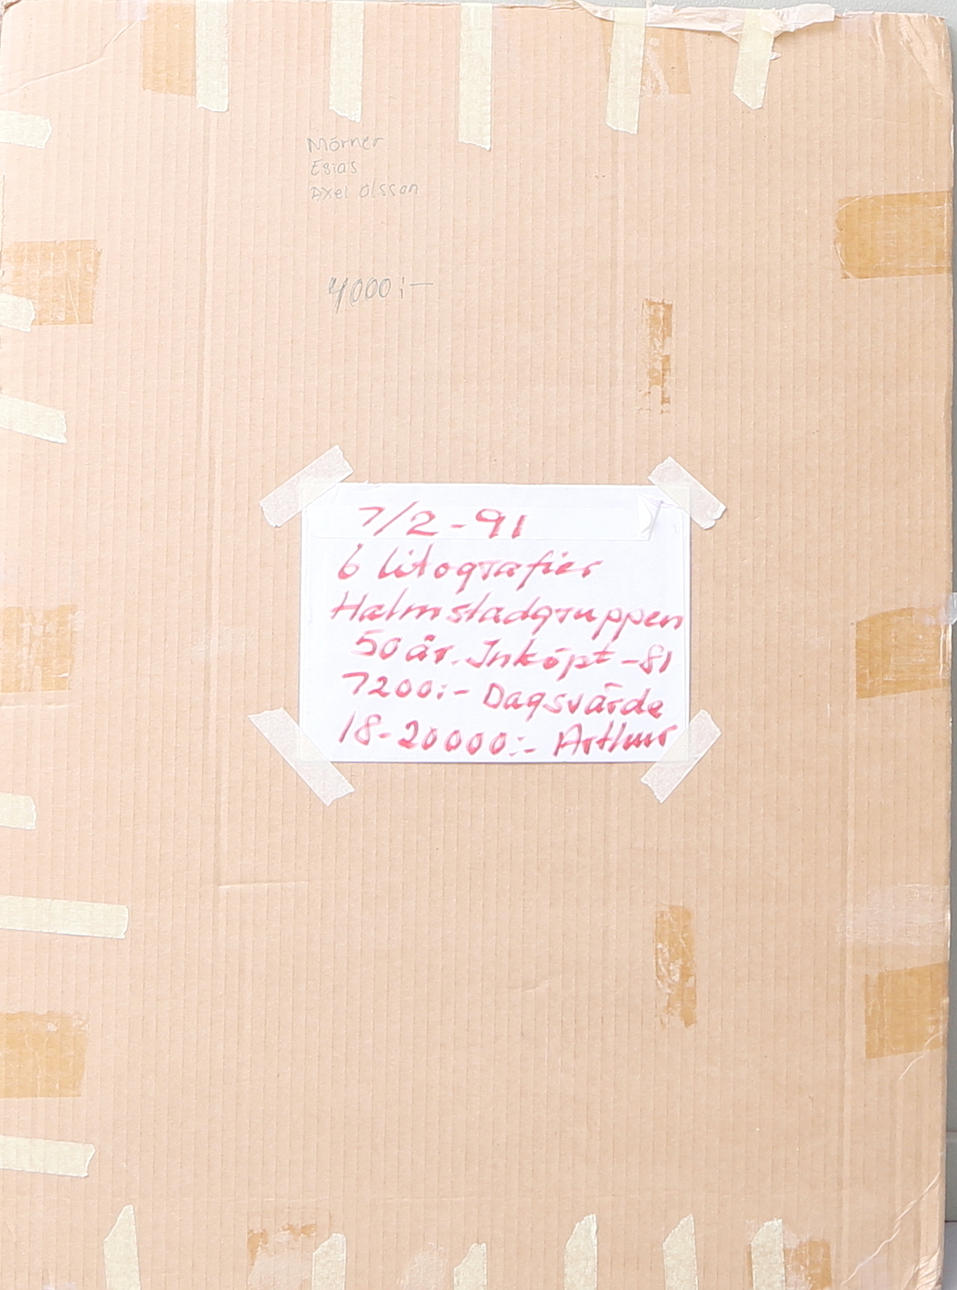 Mörner
Esias
Axel Olsson
4000:-
7/2-91
6 litografier
Halmstadgruppen
50 år. Inköpt -81
7200:- Dagsvärde
18-20000:- Arthur